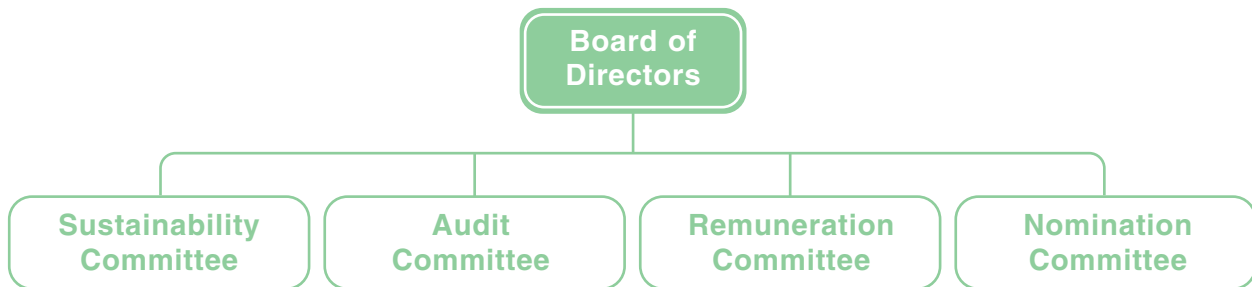 Board of
Directors
Sustainability
Committee
Audit
Committee
Remuneration
Committee
Nomination
Committee